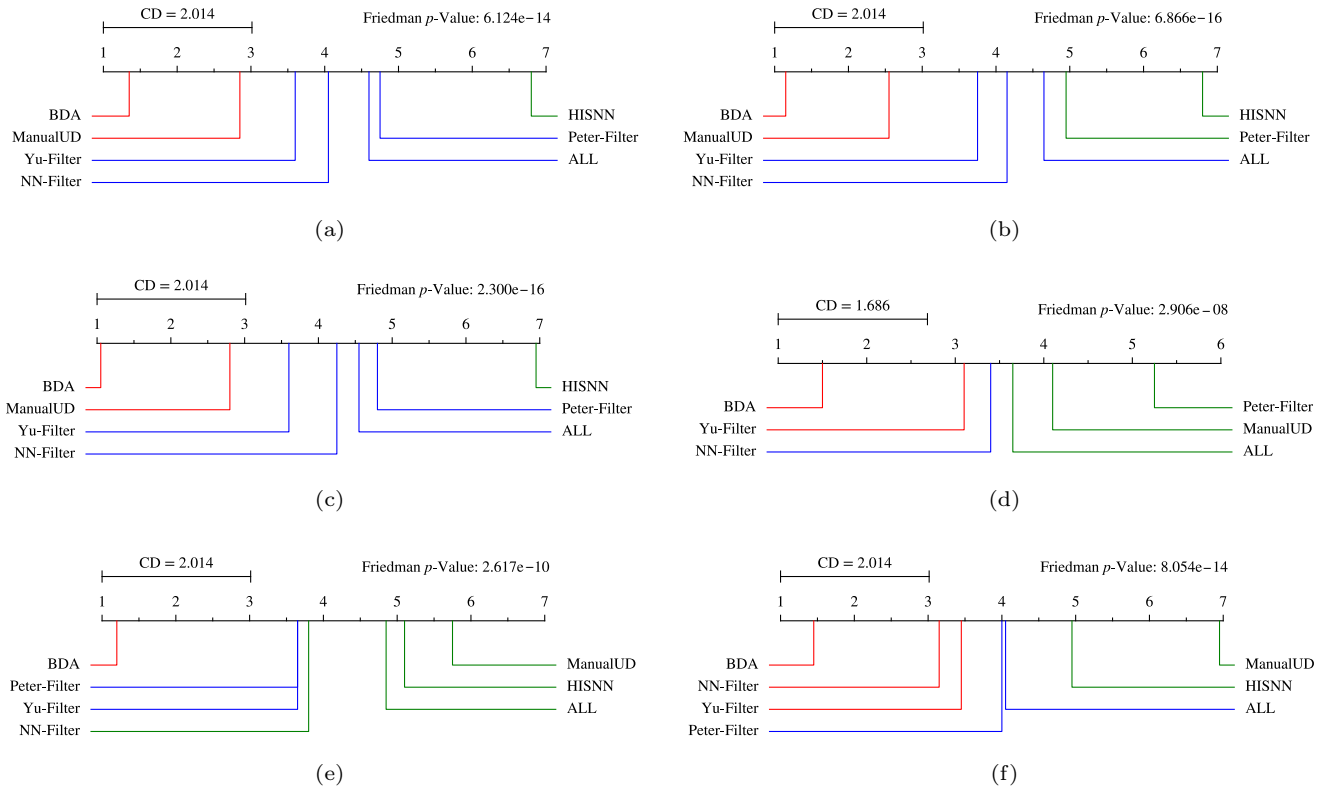 CD = 2.014
Friedman p-Value: 6.124e−14
1 2 3 4 5 6 7
BDA
ManualUD
Yu-Filter
NN-Filter
HISNN
Peter-Filter
ALL
(a)
CD = 2.014
Friedman p-Value: 6.866e−16
1 2 3 4 5 6 7
BDA
ManualUD
Yu-Filter
NN-Filter
HISNN
Peter-Filter
ALL
(b)
CD = 2.014
Friedman p-Value: 2.300e−16
1 2 3 4 5 6 7
BDA
ManualUD
Yu-Filter
NN-Filter
HISNN
Peter-Filter
ALL
(c)
CD = 1.686
Friedman p-Value: 2.906e−08
1 2 3 4 5 6
BDA
Yu-Filter
NN-Filter
Peter-Filter
ManualUD
ALL
(d)
CD = 2.014
Friedman p-Value: 2.617e−10
1 2 3 4 5 6 7
BDA
Peter-Filter
Yu-Filter
NN-Filter
ManualUD
HISNN
ALL
(e)
CD = 2.014
Friedman p-Value: 8.054e−14
1 2 3 4 5 6 7
BDA
NN-Filter
Yu-Filter
Peter-Filter
ManualUD
HISNN
ALL
(f)